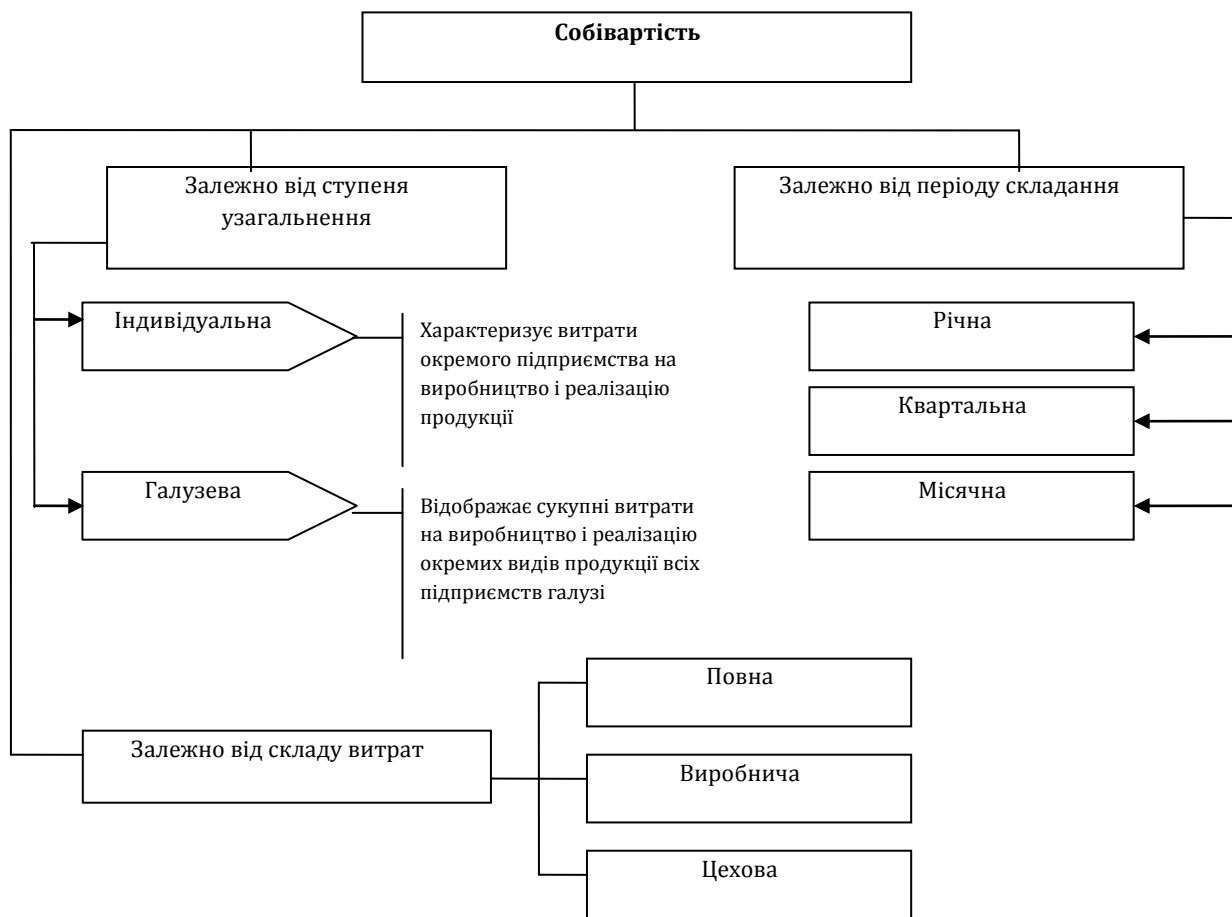 Собівартість
Залежно від ступеня
узагальнення
Залежно від періоду складання
Індивідуальна
Характеризує витрати
окремого підприємства на
виробництво і реалізацію
продукції
Річна
Квартальна
Галузева
Відображає сукупні витрати
на виробництво і реалізацію
окремих видів продукції всіх
підприємств галузі
Місячна
Залежно від складу витрат
Повна
Виробнича
Цехова